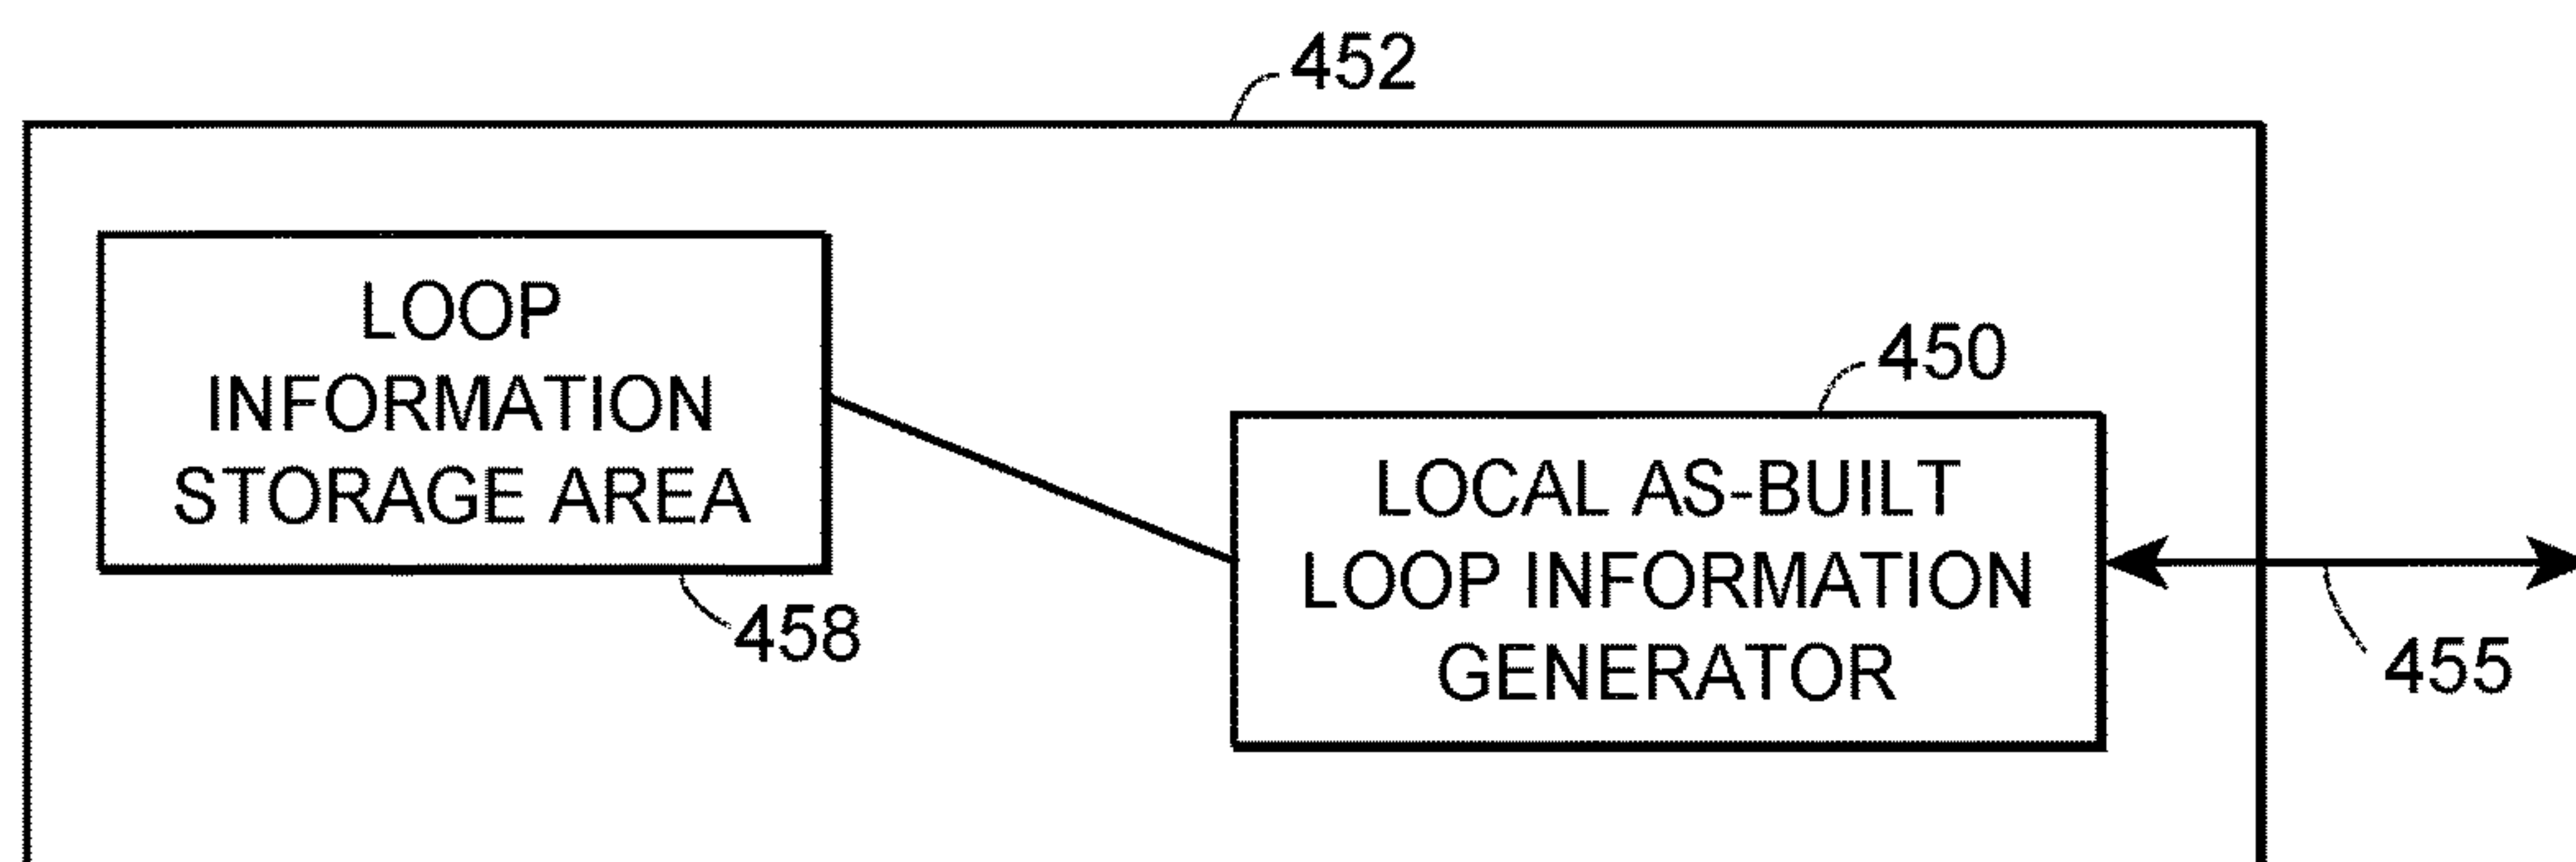 452
LOOP
INFORMATION
STORAGE AREA
458
450
LOCAL AS-BUILT
LOOP INFORMATION
GENERATOR
455